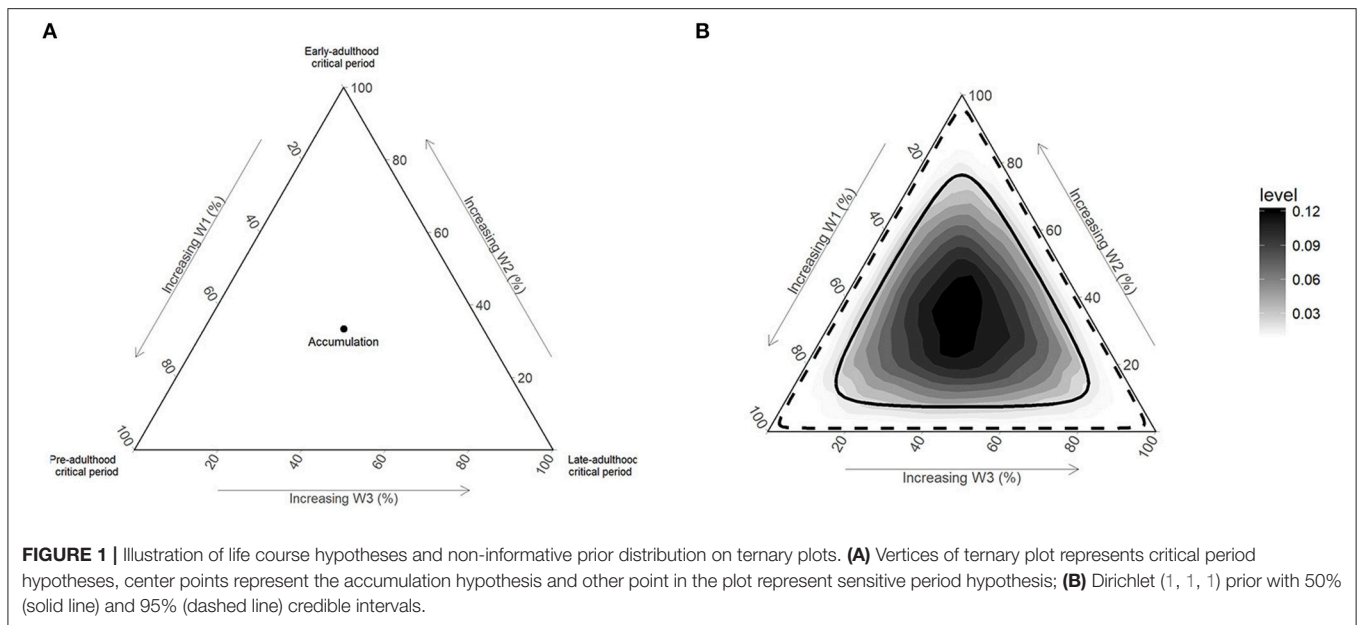 A
Early-adulthood
critical period
100
20
80
Increasing W1 (%)
Increasing W2 (%)
40
60
60
40
Accumulation
80
20
100
Pre-adulthood
critical period
20
40
60
80
100
Late-adulthood
critical period
Increasing W3 (%)
B
100
20
80
Increasing W1 (%)
Increasing W2 (%)
40
60
60
40
80
20
100
20
40
60
80
100
Increasing W3 (%)
level
0.12
0.09
0.06
0.03
FIGURE 1 | Illustration of life course hypotheses and non-informative prior distribution on ternary plots. (A) Vertices of ternary plot represents critical period
hypotheses, center points represent the accumulation hypothesis and other point in the plot represent sensitive period hypothesis; (B) Dirichlet (1, 1, 1) prior with 50%
(solid line) and 95% (dashed line) credible intervals.